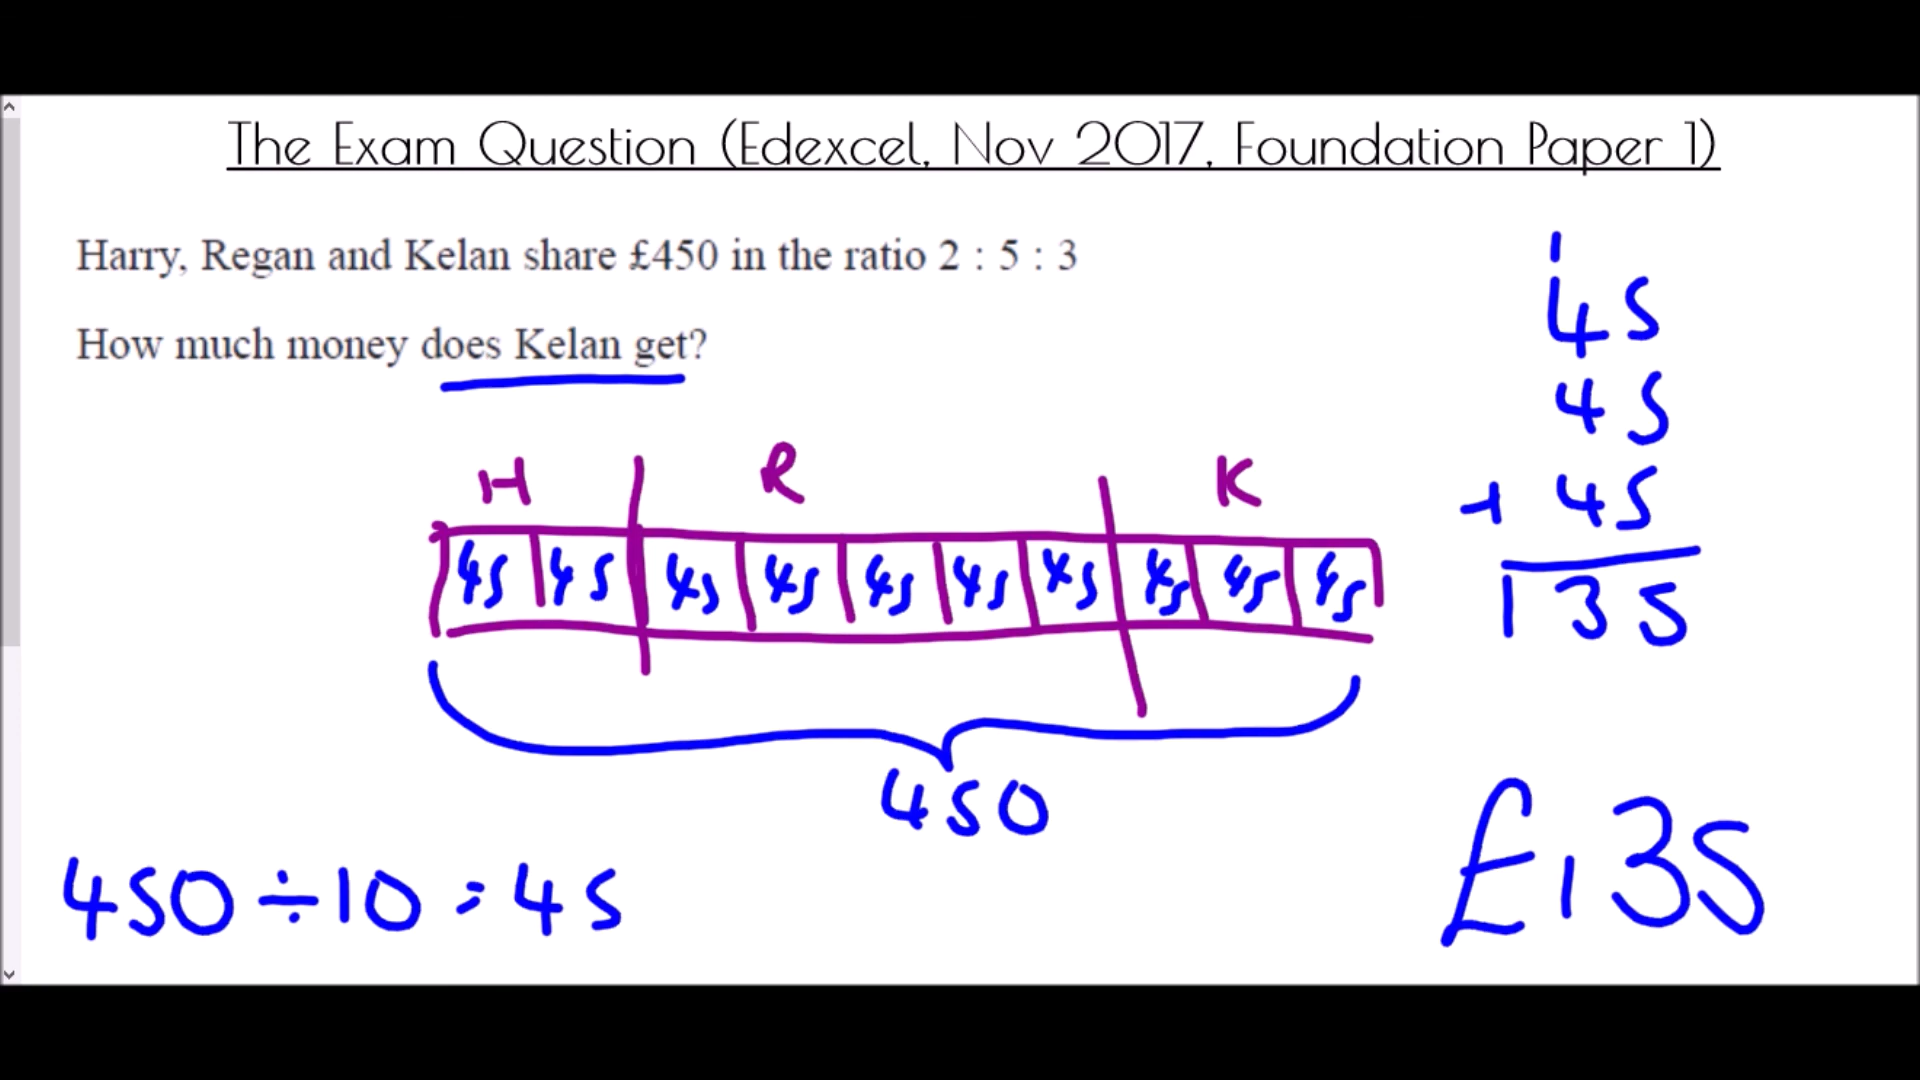 The Exam Question (Edexcel, Nov 2017, Foundation Paper 1)
Harry, Regan and Kelan share £450 in the ratio 2 : 5 : 3
How much money does Kelan get?
1
45
45
+ 45
135
H R K
45 45 45 45 45 45 45 45 45 45
450
450 ÷ 10 = 45
£135